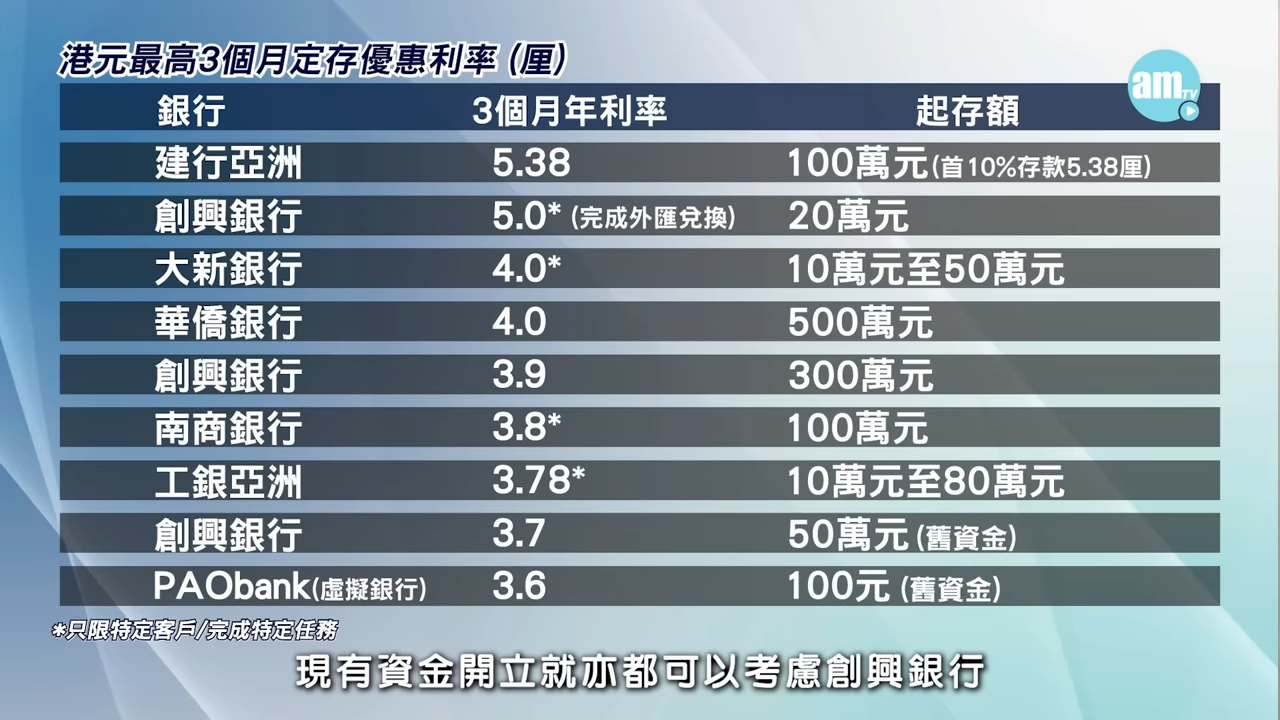 港元最高3個月定存優惠利率 (厘)
am TV
銀行 3個月年利率 起存額
建行亞洲 5.38 100萬元(首10%存款5.38厘)
創興銀行 5.0* (完成外匯兌換) 20萬元
大新銀行 4.0* 10萬元至50萬元
華僑銀行 4.0 500萬元
創興銀行 3.9 300萬元
南商銀行 3.8* 100萬元
工銀亞洲 3.78* 10萬元至80萬元
創興銀行 3.7 50萬元(舊資金)
PAObank(虛擬銀行) 3.6 100元 (舊資金)
*只限特定客戶/完成特定任務
現有資金開立就亦都可以考慮創興銀行